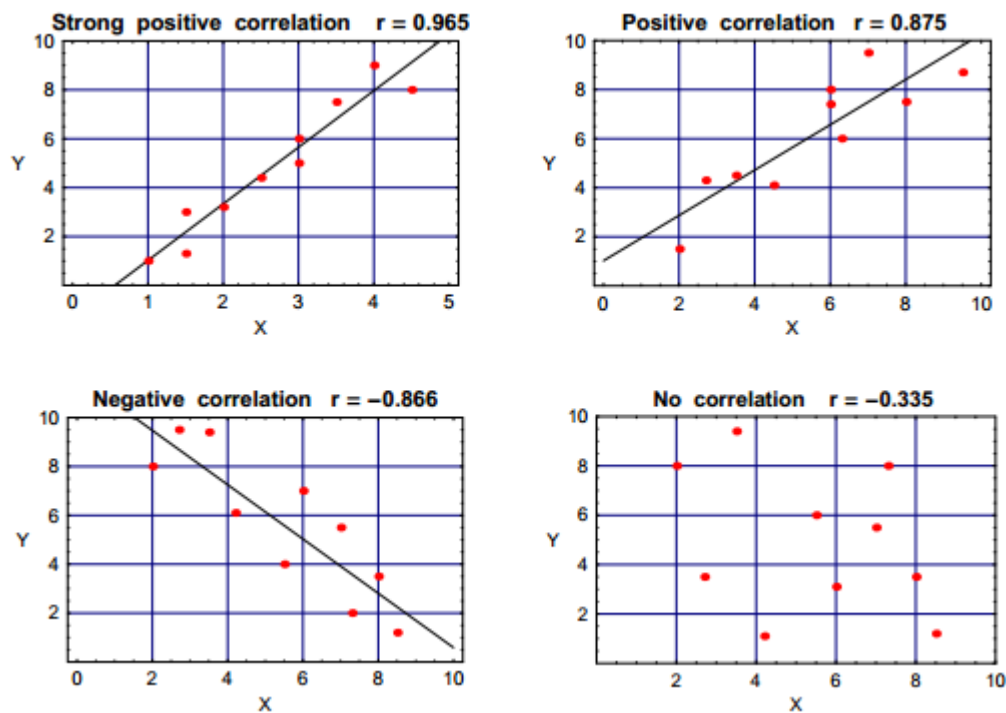 Strong positive correlation r = 0.965
10
8
6
Y
4
2
0 1 2 3 4 5
X
Positive correlation r = 0.875
10
8
6
Y
4
2
0 2 4 6 8 10
X
Negative correlation r = −0.866
10
8
6
Y
4
2
0 2 4 6 8 10
X
No correlation r = −0.335
10
8
Y
6
4
2
2 4 6 8 10
X